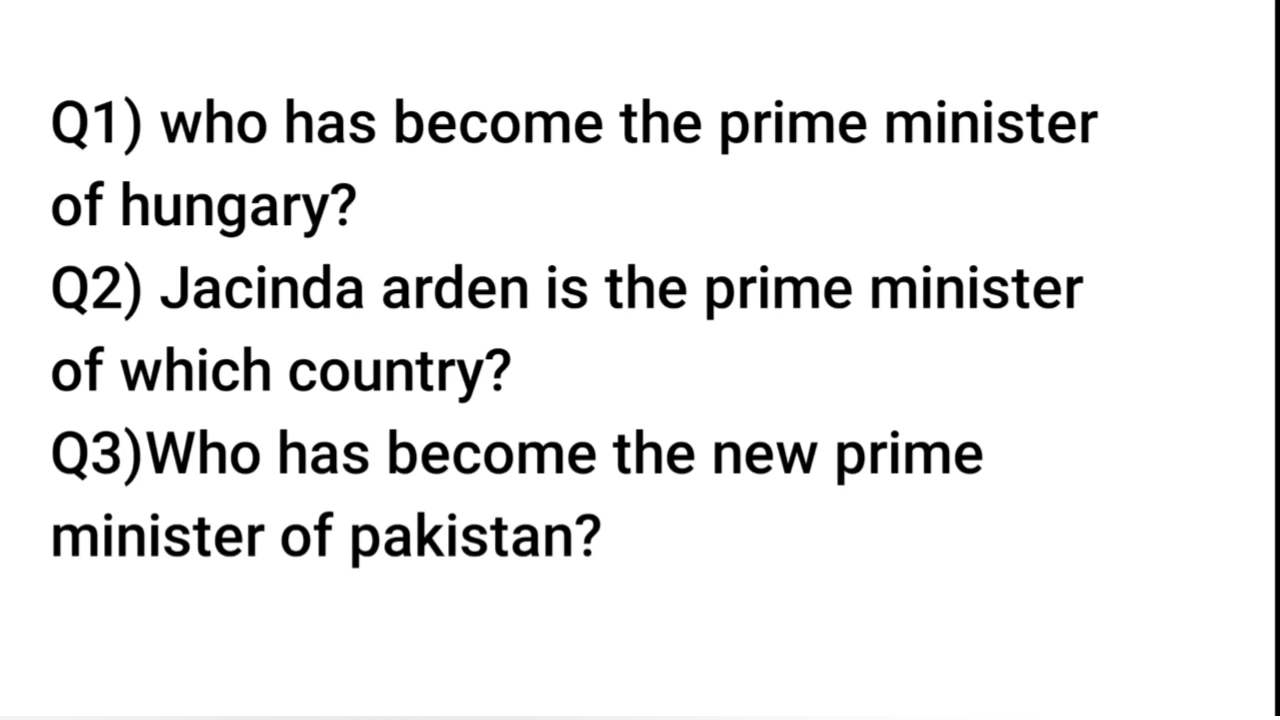 Q1) who has become the prime minister
of hungary?
Q2) Jacinda arden is the prime minister
of which country?
Q3)Who has become the new prime
minister of pakistan?